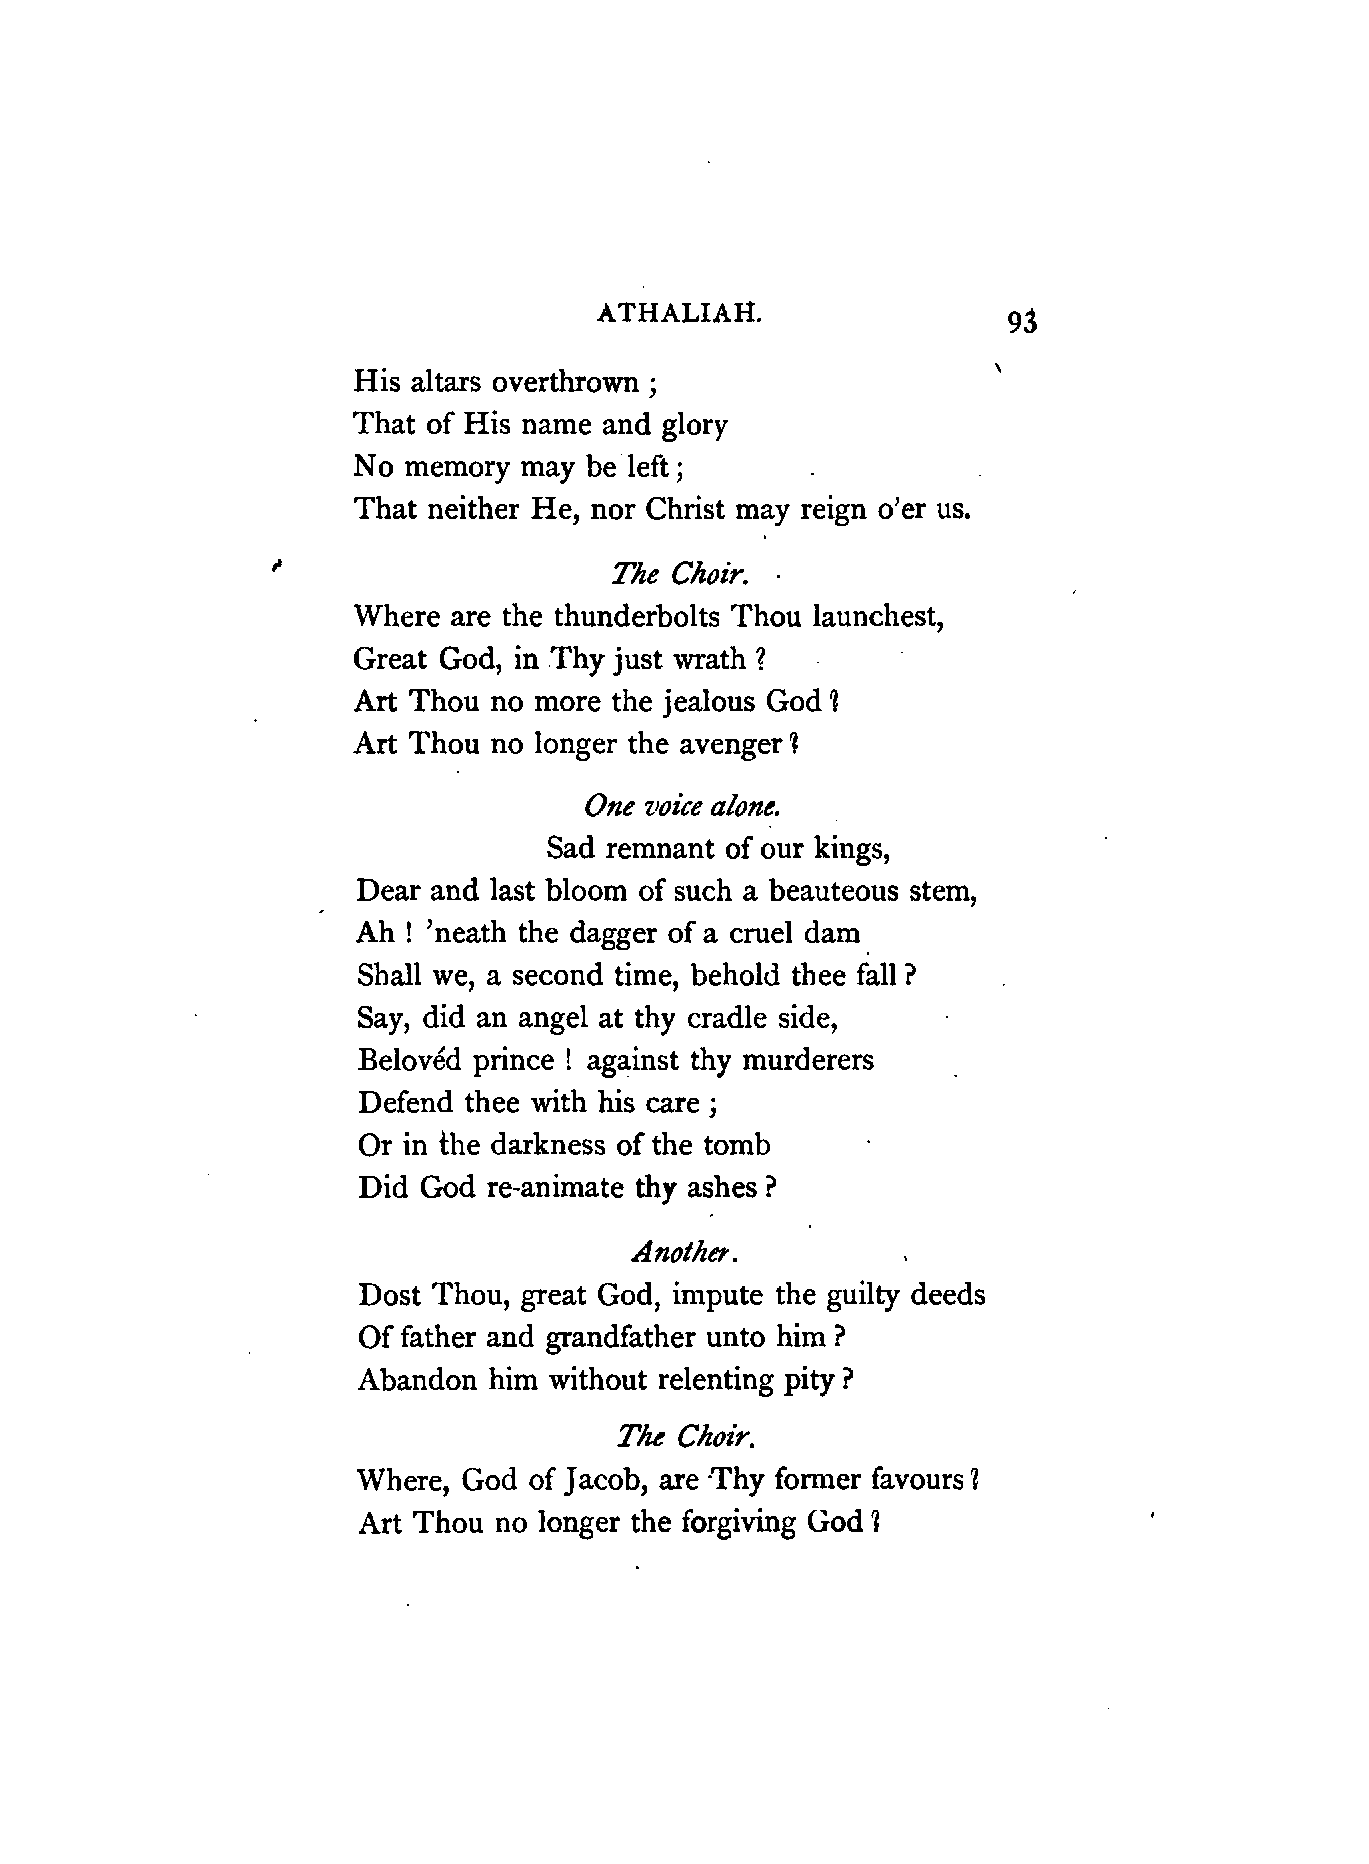 ATHALIAH. 93
His altars overthrown ;
That of His name and glory
No memory may be left ;
That neither He, nor Christ may reign o'er us.
The Choir.
Where are the thunderbolts Thou launchest,
Great God, in Thy just wrath ?
Art Thou no more the jealous God ?
Art Thou no longer the avenger ?
One voice alone.
Sad remnant of our kings,
Dear and last bloom of such a beauteous stem,
Ah ! 'neath the dagger of a cruel dam
Shall we, a second time, behold thee fall ?
Say, did an angel at thy cradle side,
Belovéd prince ! against thy murderers
Defend thee with his care ;
Or in the darkness of the tomb
Did God re-animate thy ashes ?
Another.
Dost Thou, great God, impute the guilty deeds
Of father and grandfather unto him ?
Abandon him without relenting pity ?
The Choir.
Where, God of Jacob, are Thy former favours ?
Art Thou no longer the forgiving God ?